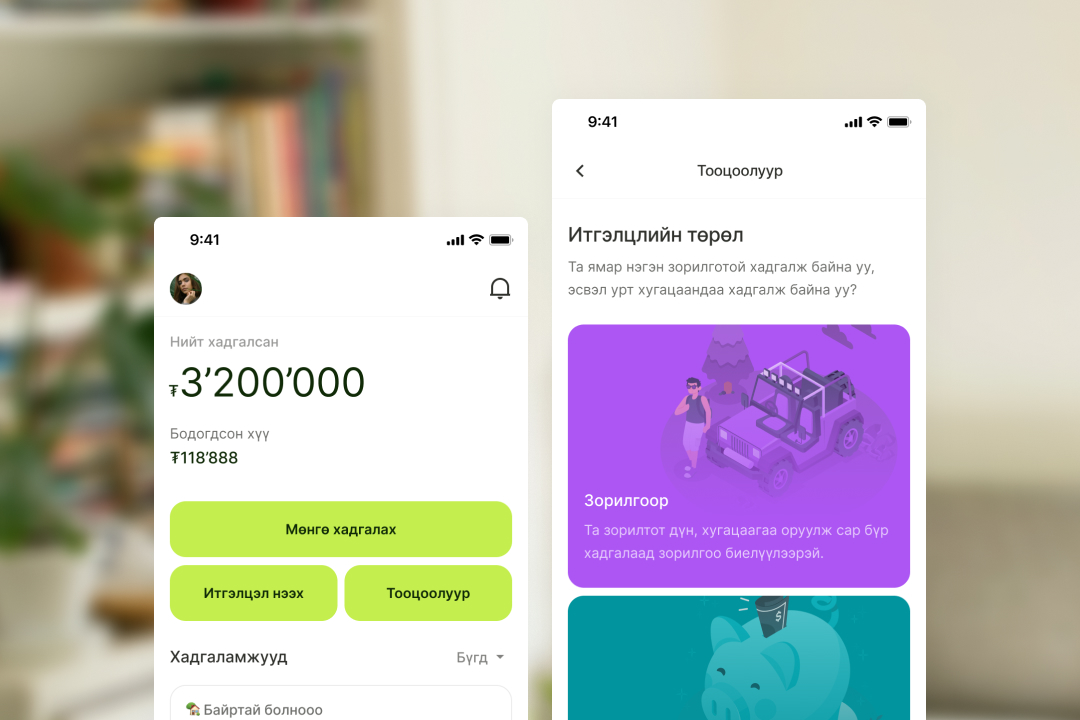 9:41
Нийт хадгалсан
₮3’200’000
Бодогдсон хүү
₮118’888
Мөнгө хадгалах
Итгэлцэл нээх
Тооцоолуур
Хадгаламжууд
Бүгд
Байртай болнооо
9:41
Тооцоолуур
Итгэлцлийн төрөл
Та ямар нэгэн зорилготой хадгалж байна уу,
эсвэл урт хугацаандаа хадгалж байна уу?
Зорилгоор
Та зорилтот дүн, хугацаагаа оруулж сар бүр
хадгалаад зорилгоо биелүүлээрэй.
$